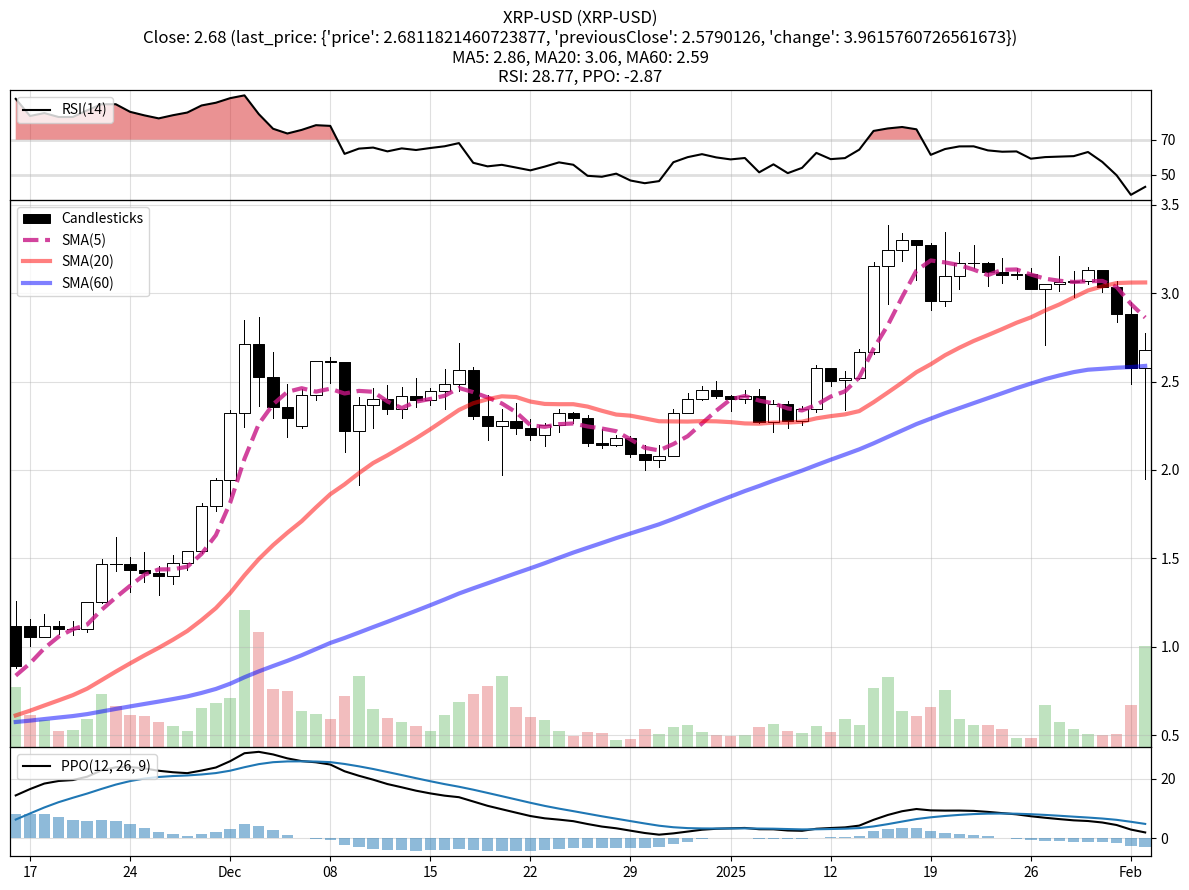 XRP-USD (XRP-USD)
Close: 2.68 (last_price: {'price': 2.6811821460723877, 'previousClose': 2.5790126, 'change': 3.9615760726561673})
MA5: 2.86, MA20: 3.06, MA60: 2.59
RSI: 28.77, PPO: -2.87
RSI(14)
70
50
Candlesticks
SMA(5)
SMA(20)
SMA(60)
3.5
3.0
2.5
2.0
1.5
1.0
0.5
PPO(12, 26, 9)
20
0
17 24 Dec 08 15 22 29 2025 12 19 26 Feb